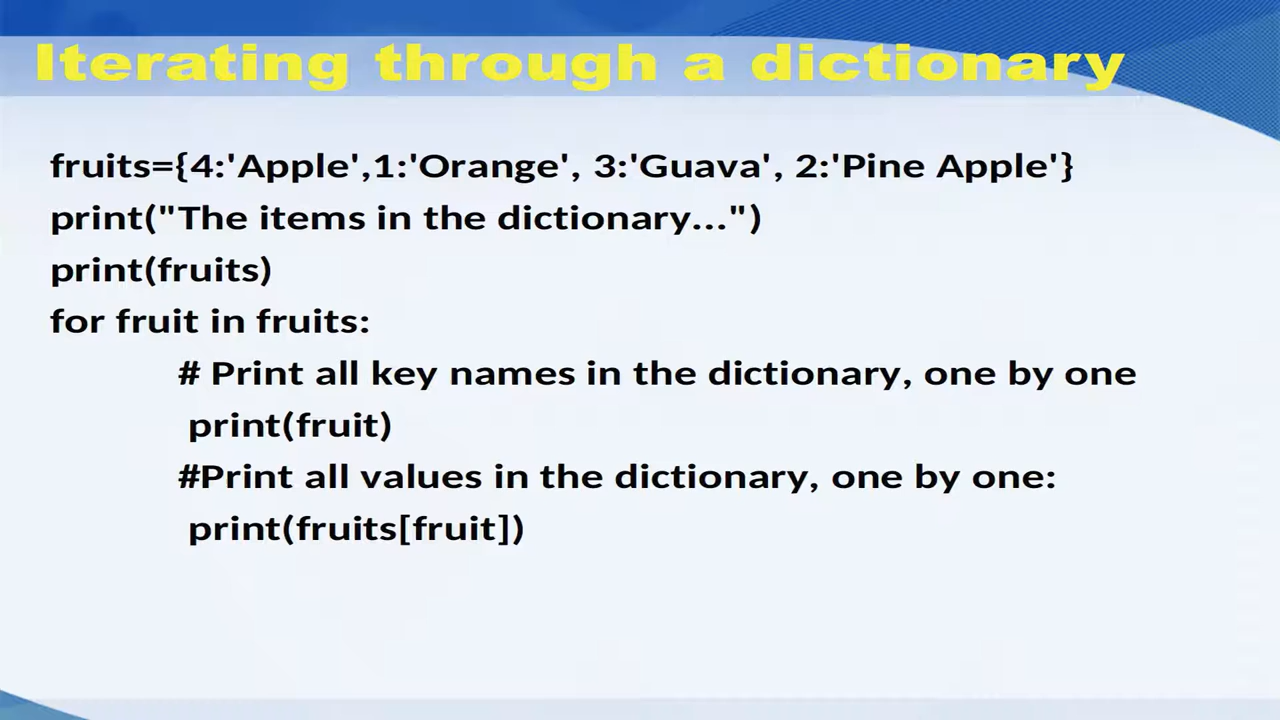 Iterating through a dictionary
fruits={4:'Apple',1:'Orange', 3:'Guava', 2:'Pine Apple'}
print("The items in the dictionary...")
print(fruits)
for fruit in fruits:
# Print all key names in the dictionary, one by one
print(fruit)
#Print all values in the dictionary, one by one:
print(fruits[fruit])